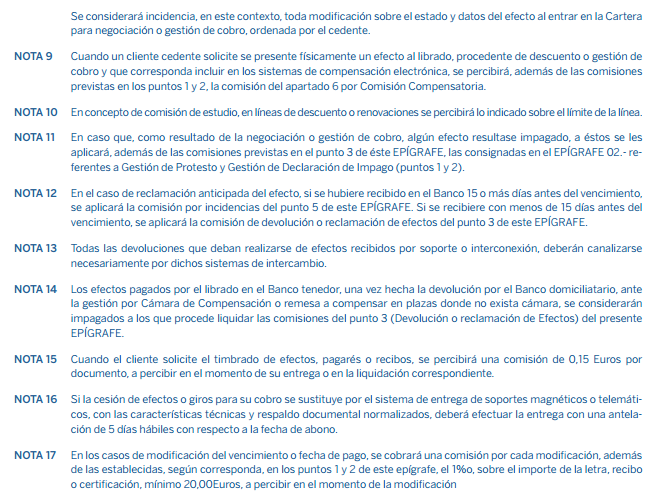 Se considerará incidencia, en este contexto, toda modificación sobre el estado y datos del efecto al entrar en la Cartera
para negociación o gestión de cobro, ordenada por el cedente.
NOTA 9 Cuando un cliente cedente solicite se presente físicamente un efecto al librado, procedente de descuento o gestión de
cobro y que corresponda incluir en los sistemas de compensación electrónica, se percibirá, además de las comisiones
previstas en los puntos 1 y 2, la comisión del apartado 6 por Comisión Compensatoria.
NOTA 10 En concepto de comisión de estudio, en líneas de descuento o renovaciones se percibirá lo indicado sobre el límite de la línea.
NOTA 11 En caso que, como resultado de la negociación o gestión de cobro, algún efecto resultase impagado, a éstos se les
aplicará, además de las comisiones previstas en el punto 3 de éste EPÍGRAFE, las consignadas en el EPIGRAFE 02.- re-
ferentes a Gestión de Protesto y Gestión de Declaración de Impago (puntos 1 y 2).
NOTA 12 En el caso de reclamación anticipada del efecto, si se hubiere recibido en el Banco 15 o más días antes del vencimiento,
se aplicará la comisión por incidencias del punto 5 de este EPÍGRAFE. Si se recibiere con menos de 15 días antes del
vencimiento, se aplicará la comisión de devolución o reclamación de efectos del punto 3 de este EPÍGRAFE.
NOTA 13 Todas las devoluciones que deban realizarse de efectos recibidos por soporte o interconexión, deberán canalizarse
necesariamente por dichos sistemas de intercambio.
NOTA 14 Los efectos pagados por el librado en el Banco tenedor, una vez hecha la devolución por el Banco domiciliatario, ante
la gestión por Cámara de Compensación o remesa a compensar en plazas donde no exista cámara, se considerarán
impagados a los que procede liquidar las comisiones del punto 3 (Devolución o reclamación de Efectos) del presente
EPÍGRAFE.
NOTA 15 Cuando el cliente solicite el timbrado de efectos, pagarés o recibos, se percibirá una comisión de 0,15 Euros por
documento, a percibir en el momento de su entrega o en la liquidación correspondiente.
NOTA 16 Si la cesión de efectos o giros para su cobro se sustituye por el sistema de entrega de soportes magnéticos o telemáti-
cos, con las características técnicas y respaldo documental normalizados, deberá efectuar la entrega con una antela-
ción de 5 días hábiles con respecto a la fecha de abono.
NOTA 17 En los casos de modificación del vencimiento o fecha de pago, se cobrará una comisión por cada modificación, además
de las establecidas, según corresponda, en los puntos 1 y 2 de este epígrafe, el 1%o, sobre el importe de la letra, recibo
o certificación, mínimo 20,00Euros, a percibir en el momento de la modificación